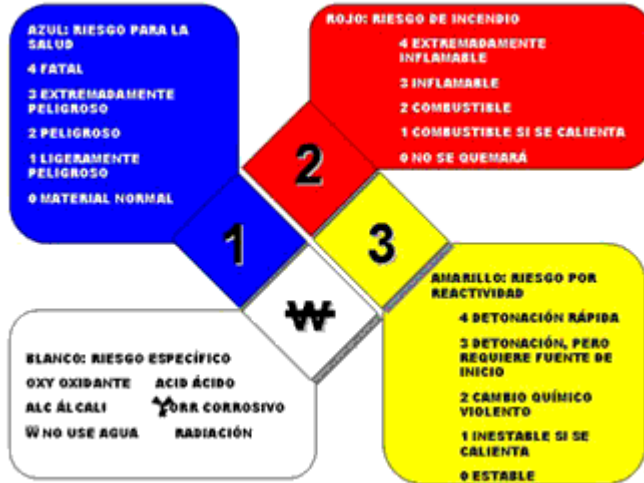 AZUL: RIESGO PARA LA
SALUD
4 FATAL
3 EXTREMADAMENTE
PELIGROSO
2 PELIGROSO
1 LIGERAMENTE
PELIGROSO
0 MATERIAL NORMAL
ROJO: RIESGO DE INCENDIO
4 EXTREMADAMENTE
INFLAMABLE
3 INFLAMABLE
2 COMBUSTIBLE
1 COMBUSTIBLE SI SE CALIENTA
0 NO SE QUEMARÁ
2
1
3
W
BLANCO: RIESGO ESPECÍFICO
OXY OXIDANTE ACID ÁCIDO
ALC ÁLCALI ORR CORROSIVO
W NO USE AGUA RADIACIÓN
AMARILLO: RIESGO POR
REACTIVIDAD
4 DETONACIÓN RÁPIDA
3 DETONACIÓN, PERO
REQUIERE FUENTE DE
INICIO
2 CAMBIO QUÍMICO
VIOLENTO
1 INESTABLE SI SE
CALIENTA
0 ESTABLE